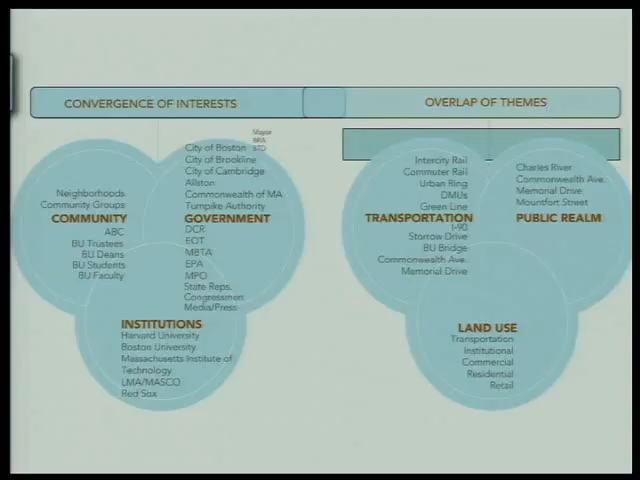 CONVERGENCE OF INTERESTS
OVERLAP OF THEMES
Mayor
BRA
BTD
City of Boston
City of Brookline
City of Cambridge
Allston
Commonwealth of MA
Turnpike Authority
GOVERNMENT
DCR
EOT
MBTA
EPA
MPO
State Reps.
Congressmen
Media/Press
Neighborhoods
Community Groups
COMMUNITY
ABC
BU Trustees
BU Deans
BU Students
BU Faculty
INSTITUTIONS
Harvard University
Boston University
Massachusetts Institute of
Technology
LMA/MASCO
Red Sox
Intercity Rail
Commuter Rail
Urban Ring
DMUs
Green Line
TRANSPORTATION
I-90
Storrow Drive
BU Bridge
Commonwealth Ave.
Memorial Drive
Charles River
Commonwealth Ave.
Memorial Drive
Mountfort Street
PUBLIC REALM
LAND USE
Transportation
Institutional
Commercial
Residential
Retail